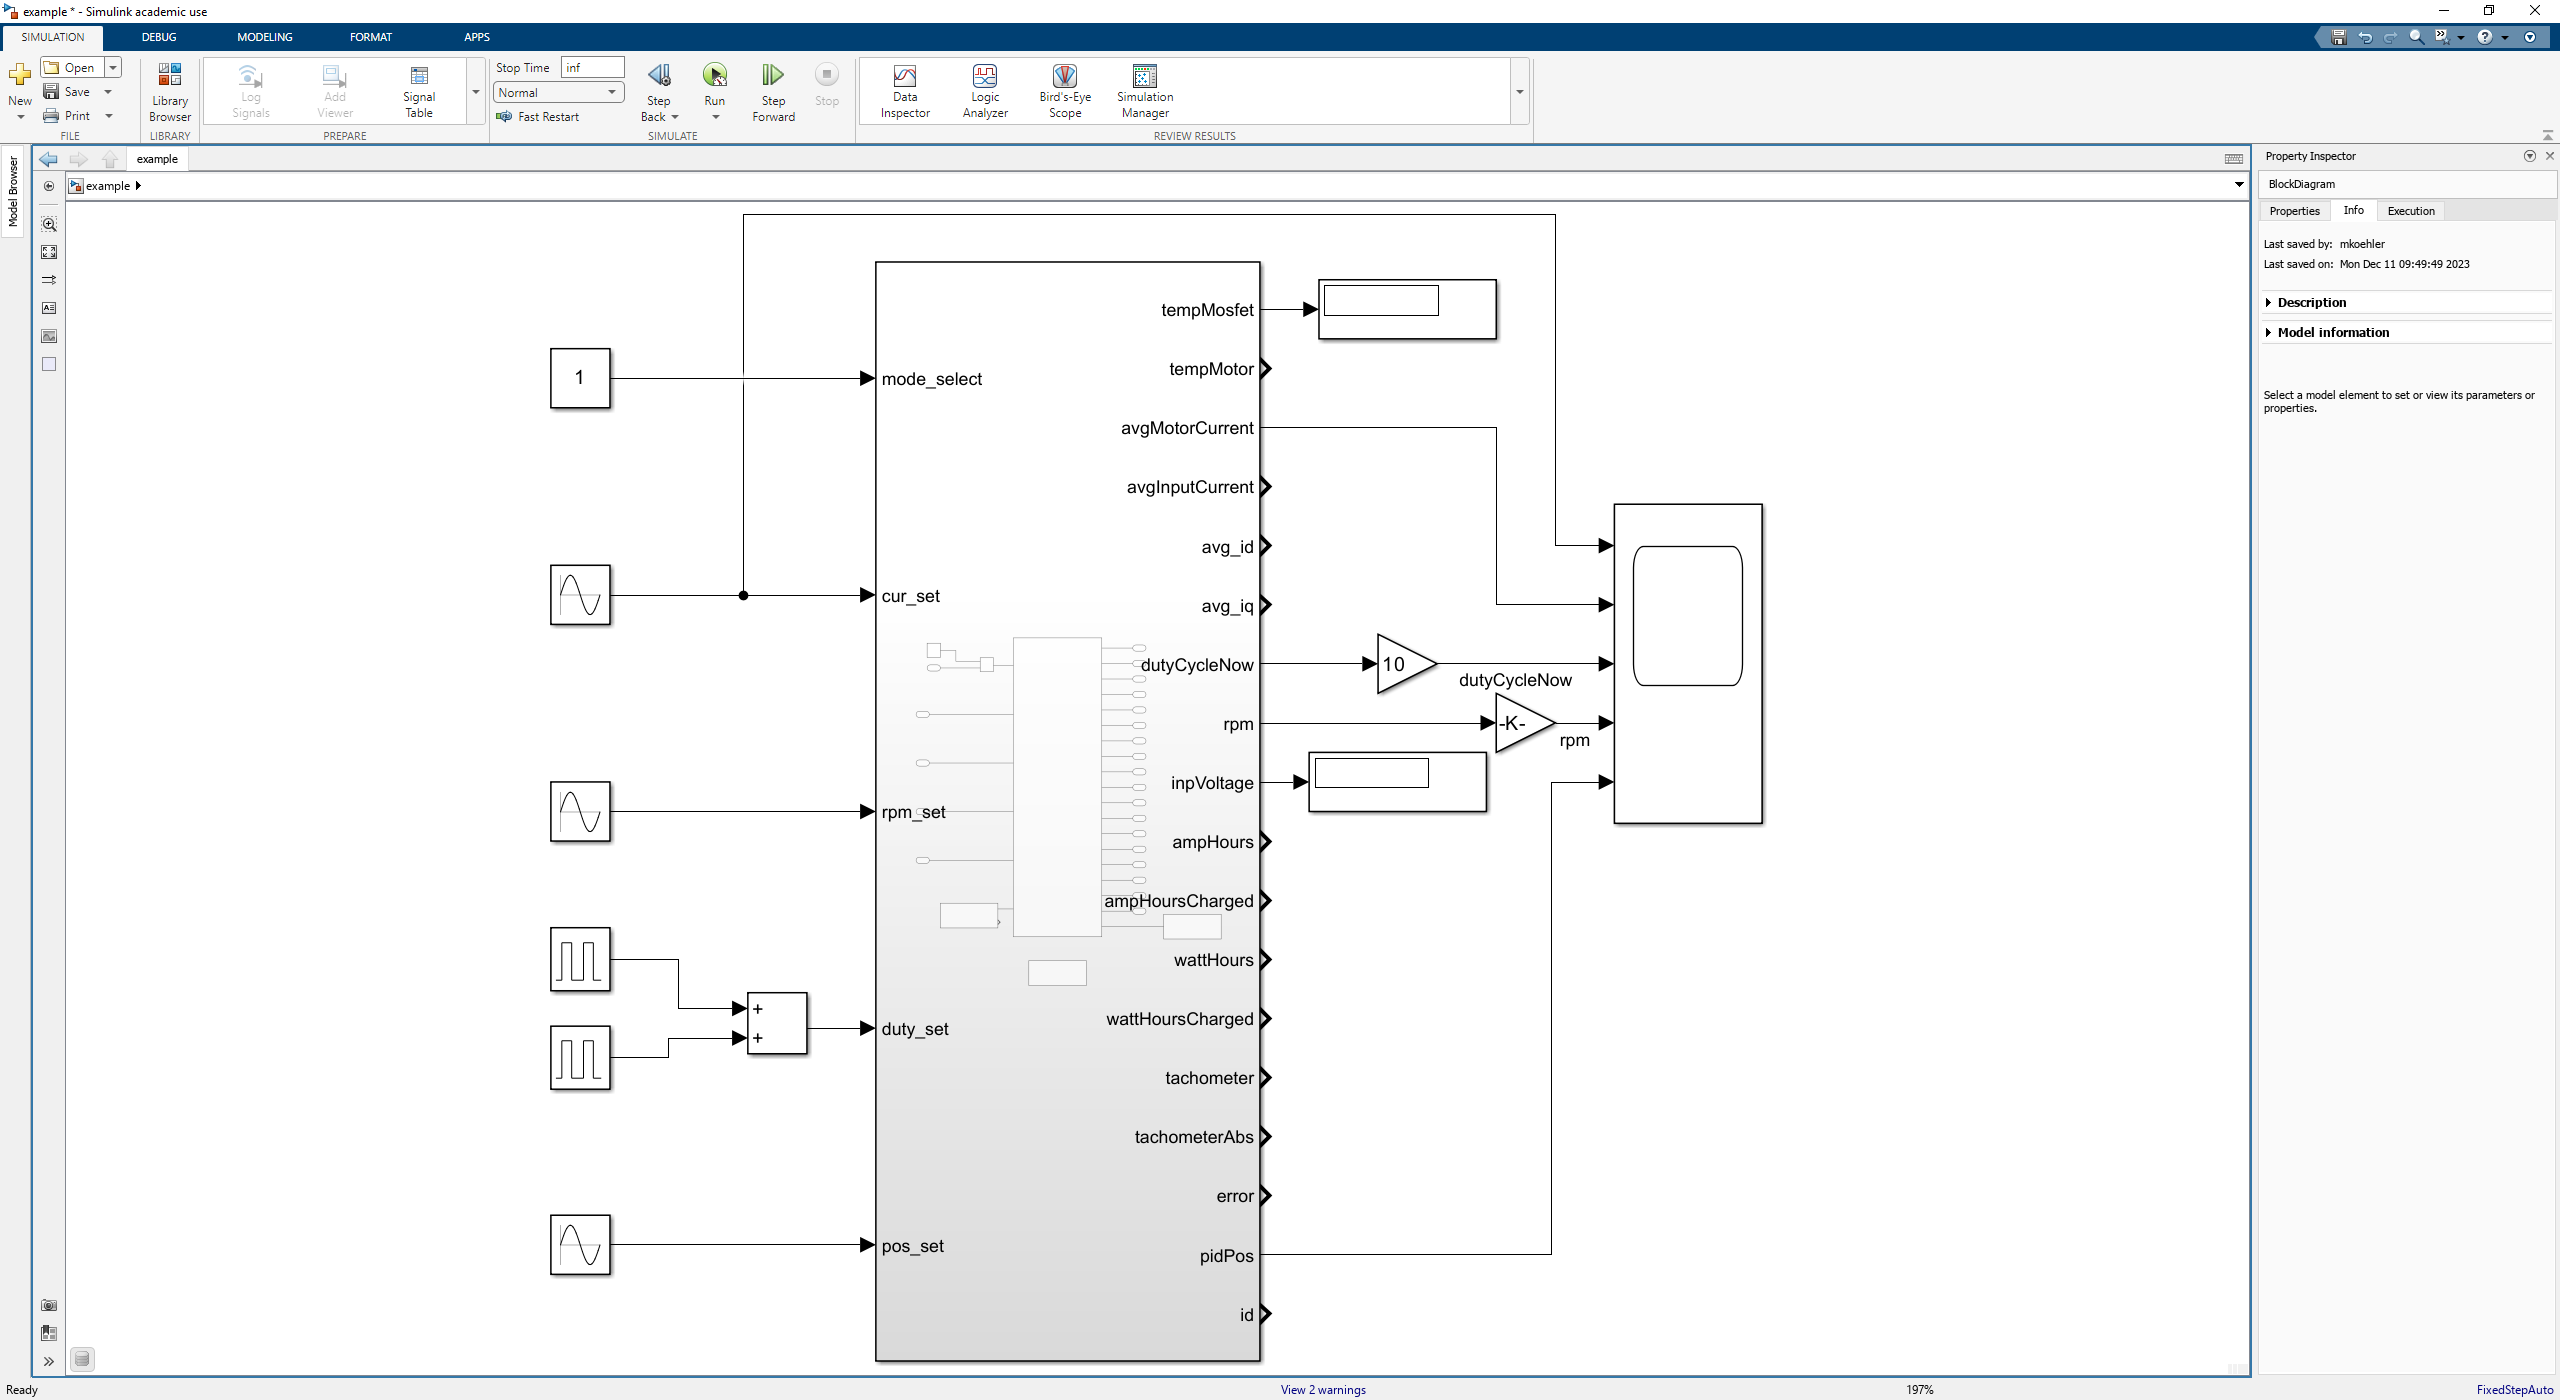 example * - Simulink academic use
SIMULATION DEBUG MODELING FORMAT APPS
New
Open
Save
Print
FILE
Library Browser
LIBRARY
Log Signals
Add Viewer
Signal Table
PREPARE
Stop Time inf
Normal
Fast Restart
Step Back
Run
Step Forward
Stop
SIMULATE
Data Inspector
Logic Analyzer
Bird's-Eye Scope
Simulation Manager
REVIEW RESULTS
Model Browser
example
example
1
mode_select
cur_set
rpm_set
+
+
duty_set
pos_set
tempMosfet
tempMotor
avgMotorCurrent
avgInputCurrent
avg_id
avg_iq
dutyCycleNow
rpm
inpVoltage
ampHours
ampHoursCharged
wattHours
wattHoursCharged
tachometer
tachometerAbs
error
pidPos
id
10
dutyCycleNow
-K-
rpm
Property Inspector
BlockDiagram
Properties Info Execution
Last saved by: mkoehler
Last saved on: Mon Dec 11 09:49:49 2023
Description
Model information
Select a model element to set or view its parameters or
properties.
Ready
View 2 warnings
197%
FixedStepAuto